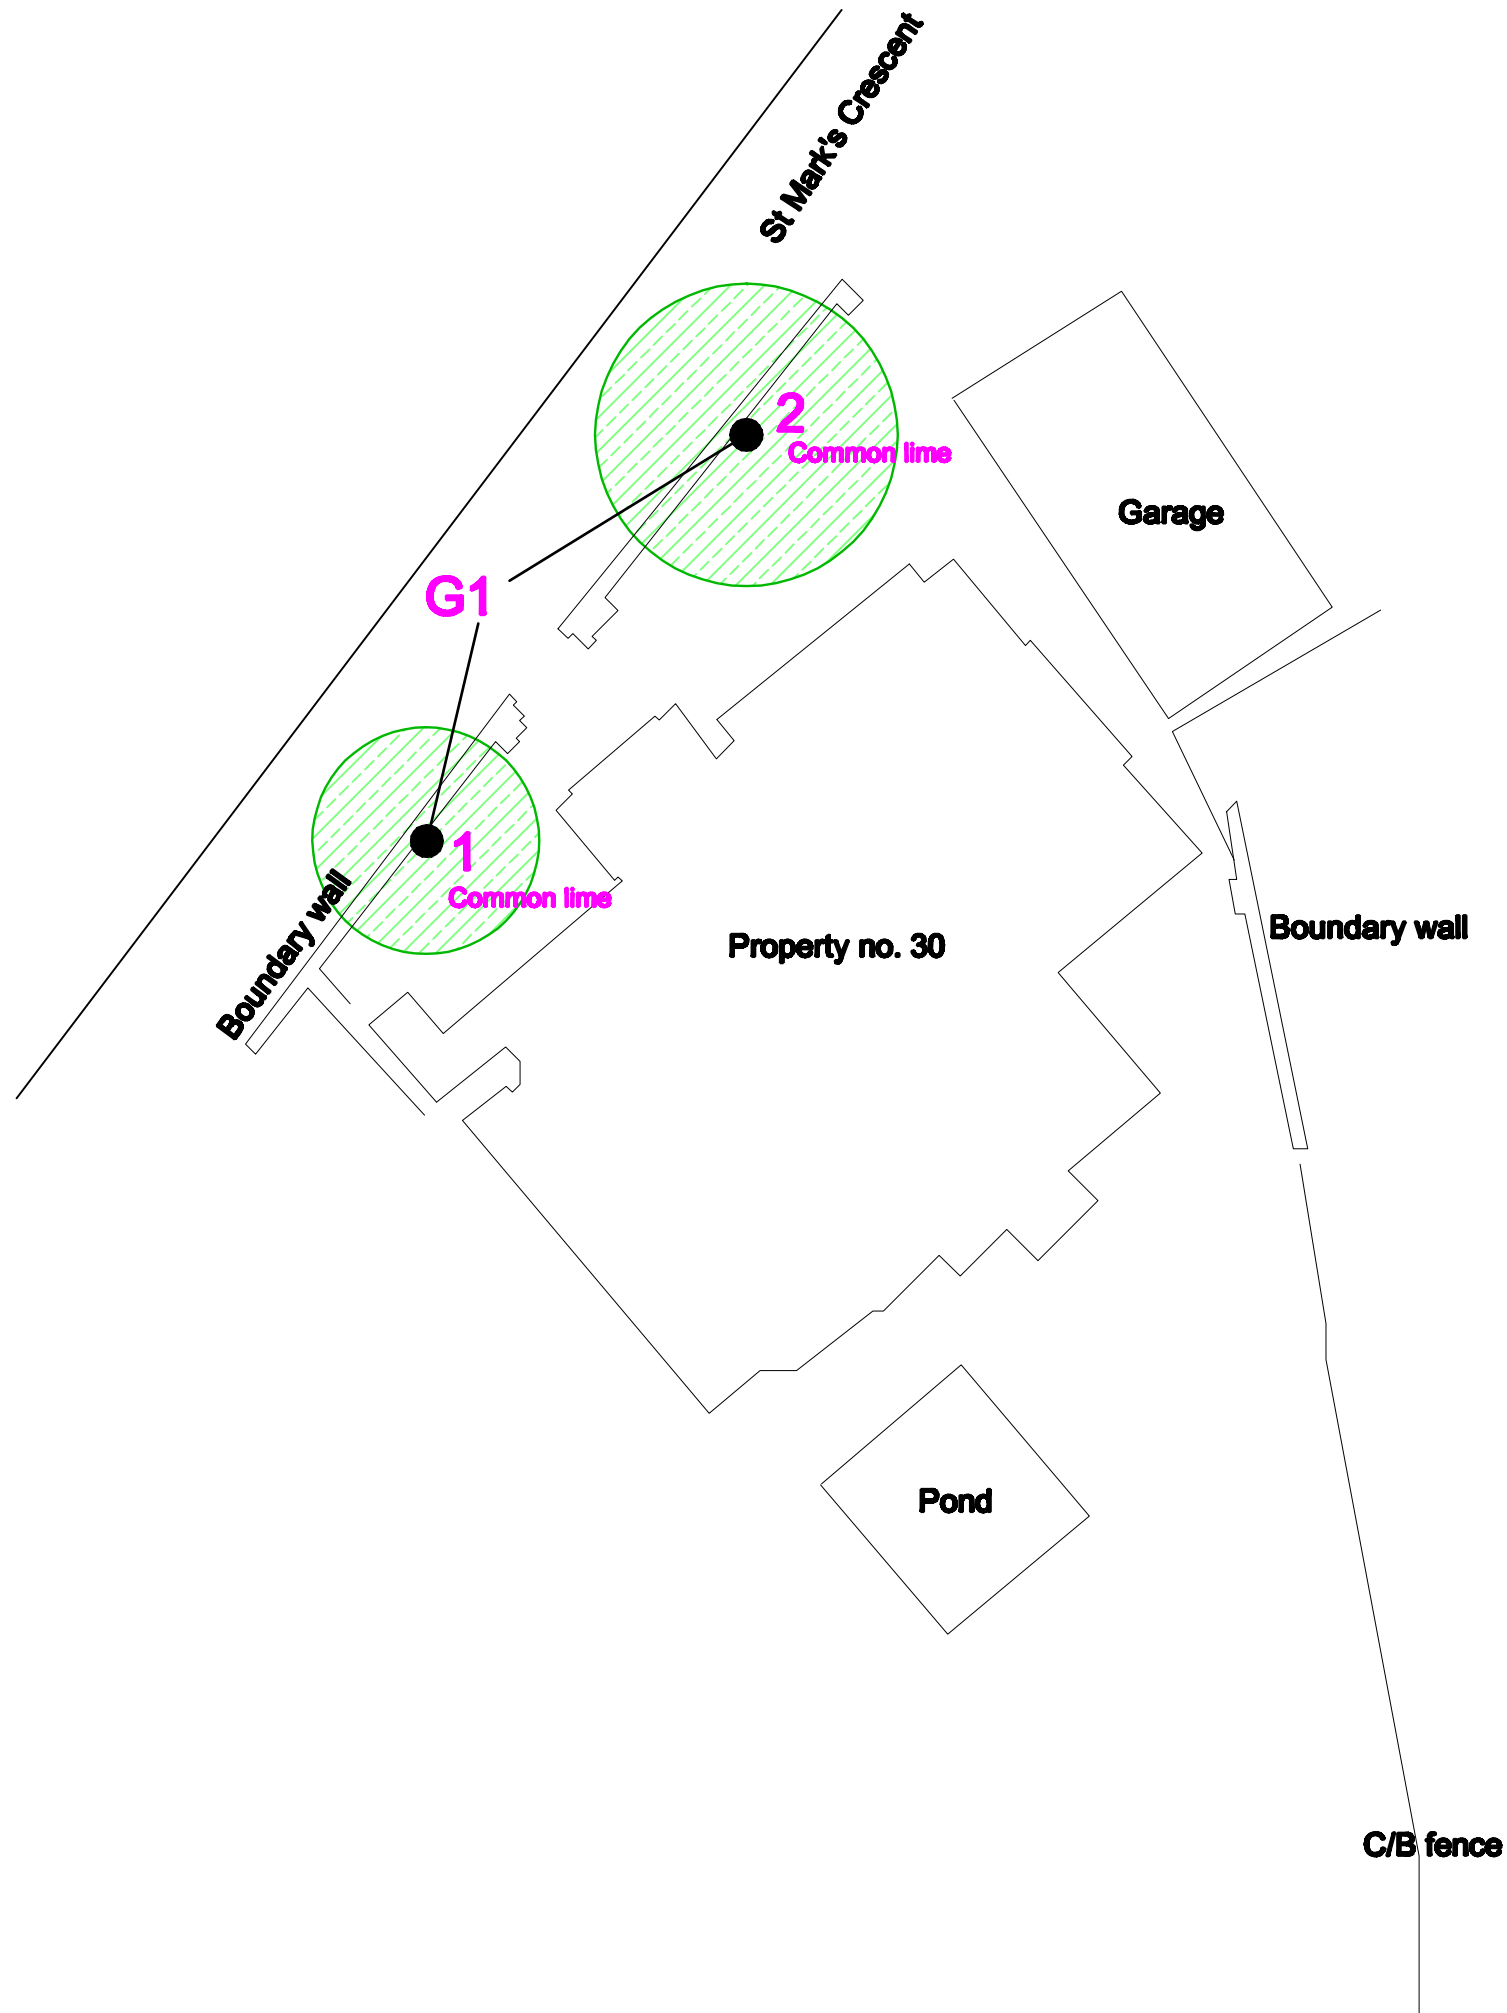 St Mark's Crescent
2
Common lime
Garage
G1
1
Common lime
Boundary wall
Property no. 30
Boundary wall
Pond
C/B fence